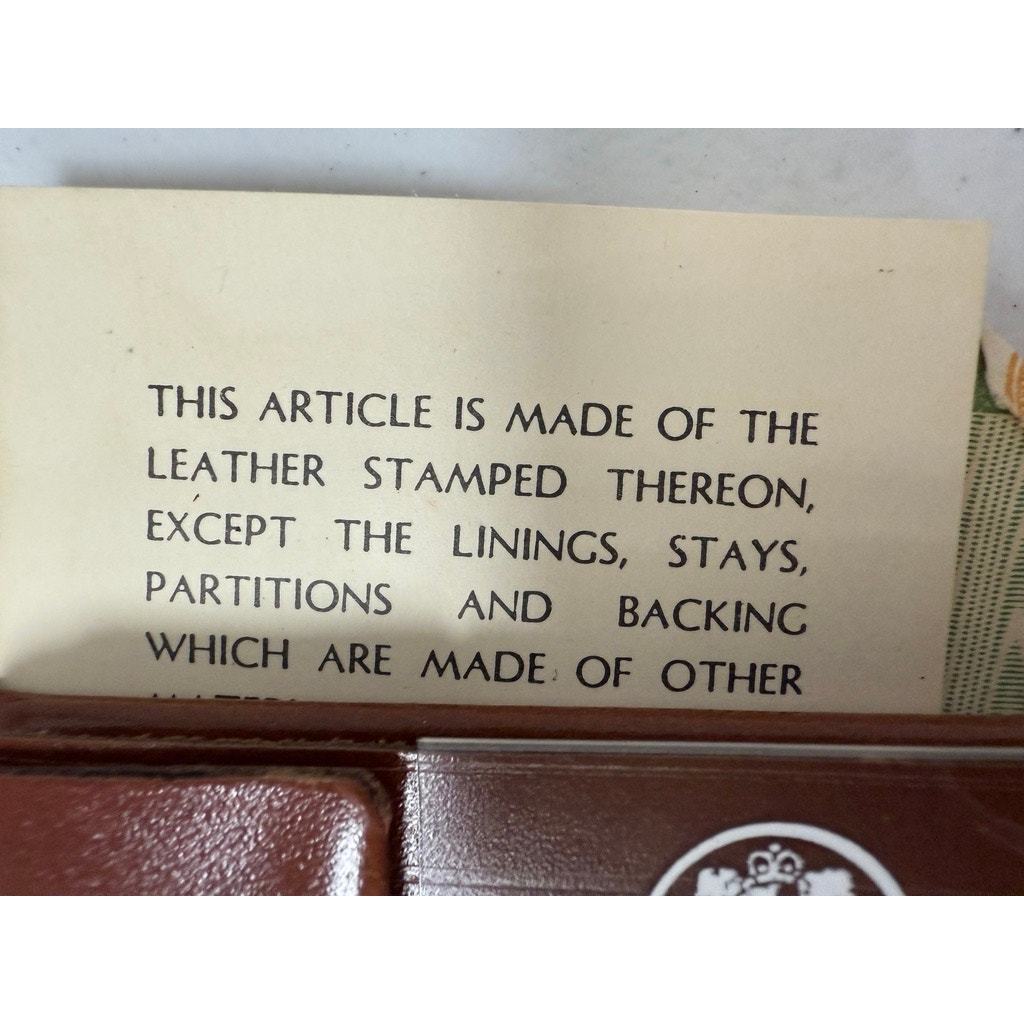 THIS ARTICLE IS MADE OF THE
LEATHER STAMPED THEREON,
EXCEPT THE LININGS, STAYS,
PARTITIONS AND BACKING
WHICH ARE MADE OF OTHER